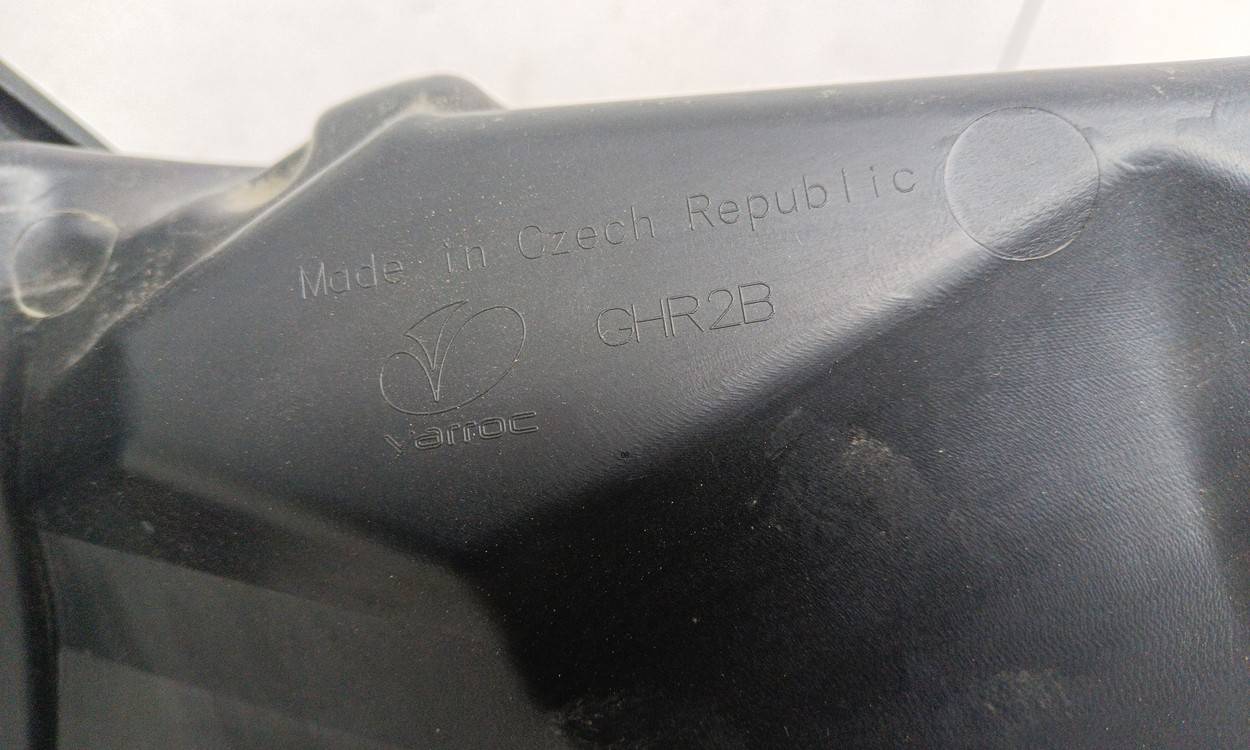 Made in Czech Republic
GHR2B
varroc